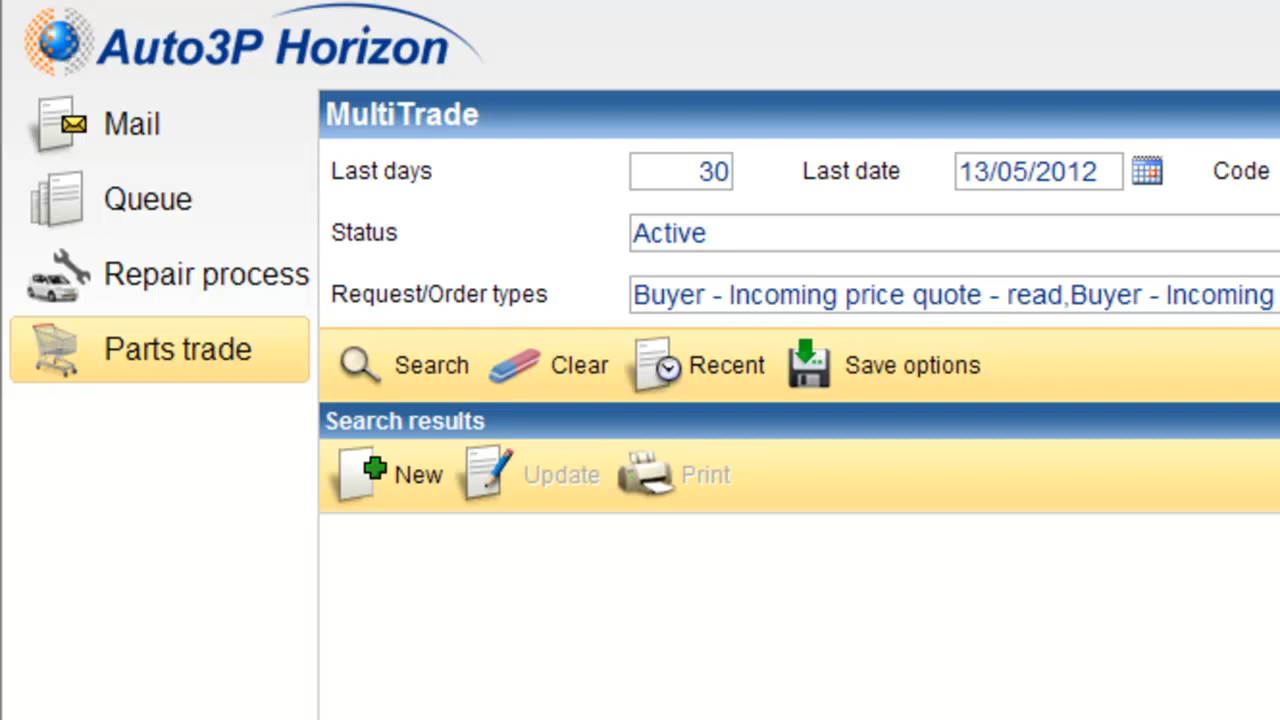 Auto3P Horizon
Mail
Queue
Repair process
Parts trade
MultiTrade
Last days 30 Last date 13/05/2012 Code
Status Active
Request/Order types Buyer - Incoming price quote - read,Buyer - Incoming
Search Clear Recent Save options
Search results
New Update Print